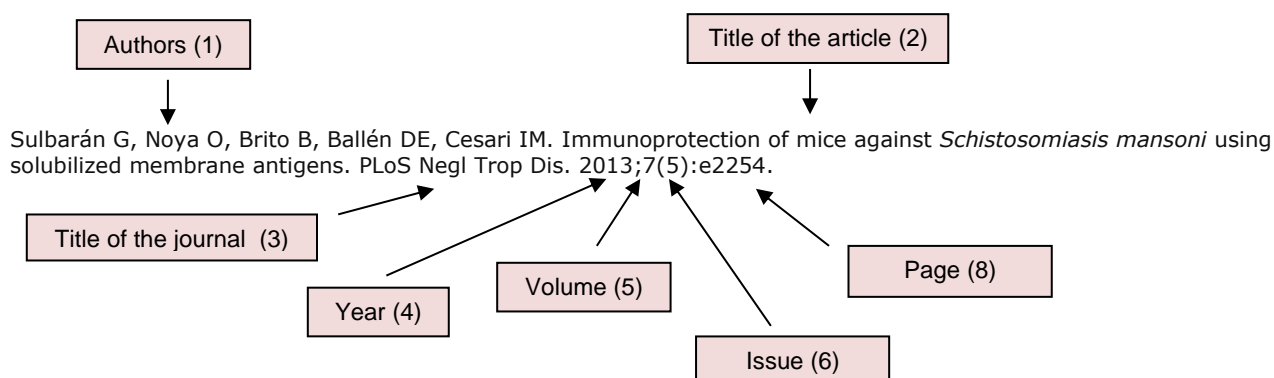 Authors (1)
Title of the article (2)
Sulbarán G, Noya O, Brito B, Ballén DE, Cesari IM. Immunoprotection of mice against Schistosomiasis mansoni using
solubilized membrane antigens. PLoS Negl Trop Dis. 2013;7(5):e2254.
Title of the journal (3)
Volume (5)
Page (8)
Year (4)
Issue (6)